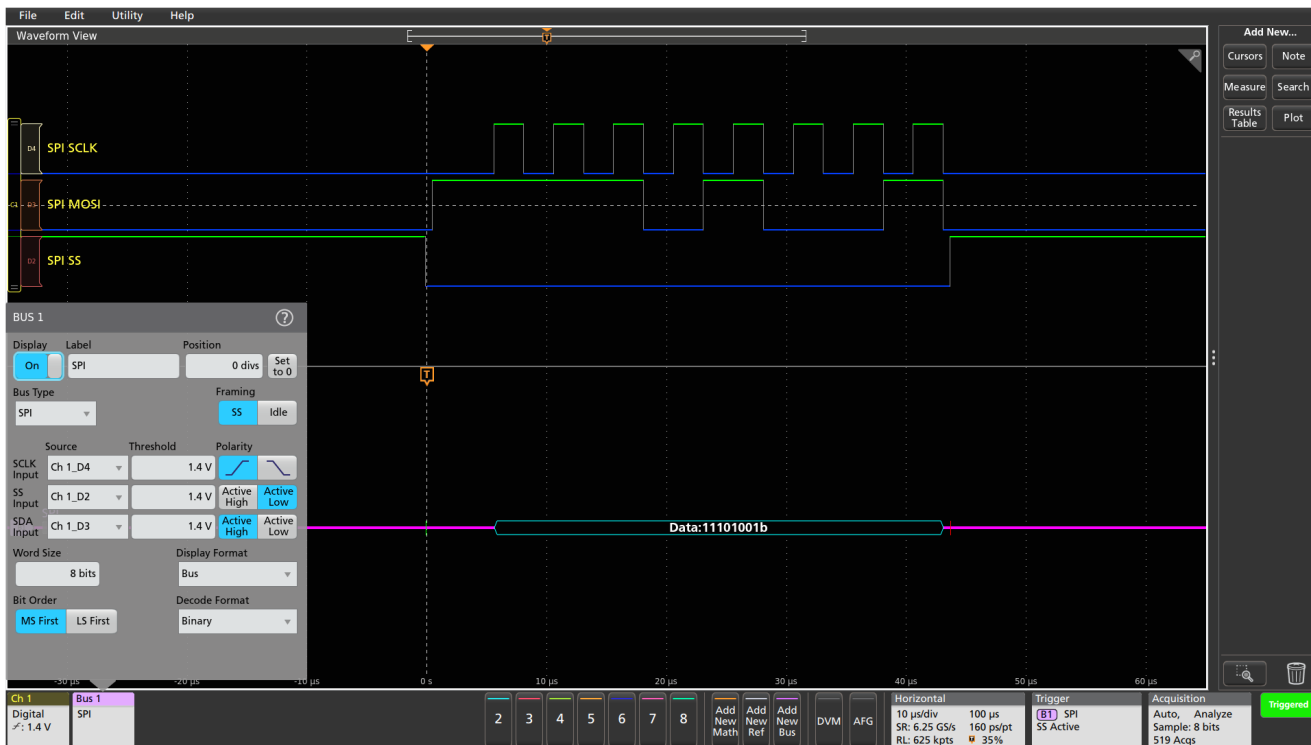 File Edit Utility Help
Waveform View
Add New...
Cursors Note
Measure Search
Results Table Plot
D4 SPI SCLK
C1 D3 SPI MOSI
D2 SPI SS
T
BUS 1 ?
Display Label Position
On SPI 0 divs Set to 0
Bus Type Framing
SPI SS Idle
Source Threshold Polarity
SCLK Input Ch 1_D4 1.4 V
SS Input Ch 1_D2 1.4 V Active High Active Low
SDA Input Ch 1_D3 1.4 V Active High Active Low
Data:11101001b
Word Size Display Format
8 bits Bus
Bit Order Decode Format
MS First LS First Binary
-30 µs -20 µs -10 µs 0 s 10 µs 20 µs 30 µs 40 µs 50 µs 60 µs
Ch 1
Digital
: 1.4 V
Bus 1
SPI
2 3 4 5 6 7 8
Add New Math
Add New Ref
Add New Bus
DVM AFG
Horizontal
10 µs/div 100 µs
SR: 6.25 GS/s 160 ps/pt
RL: 625 kpts T 35%
Trigger
B1 SPI
SS Active
Acquisition
Auto, Analyze
Sample: 8 bits
519 Acqs
Triggered